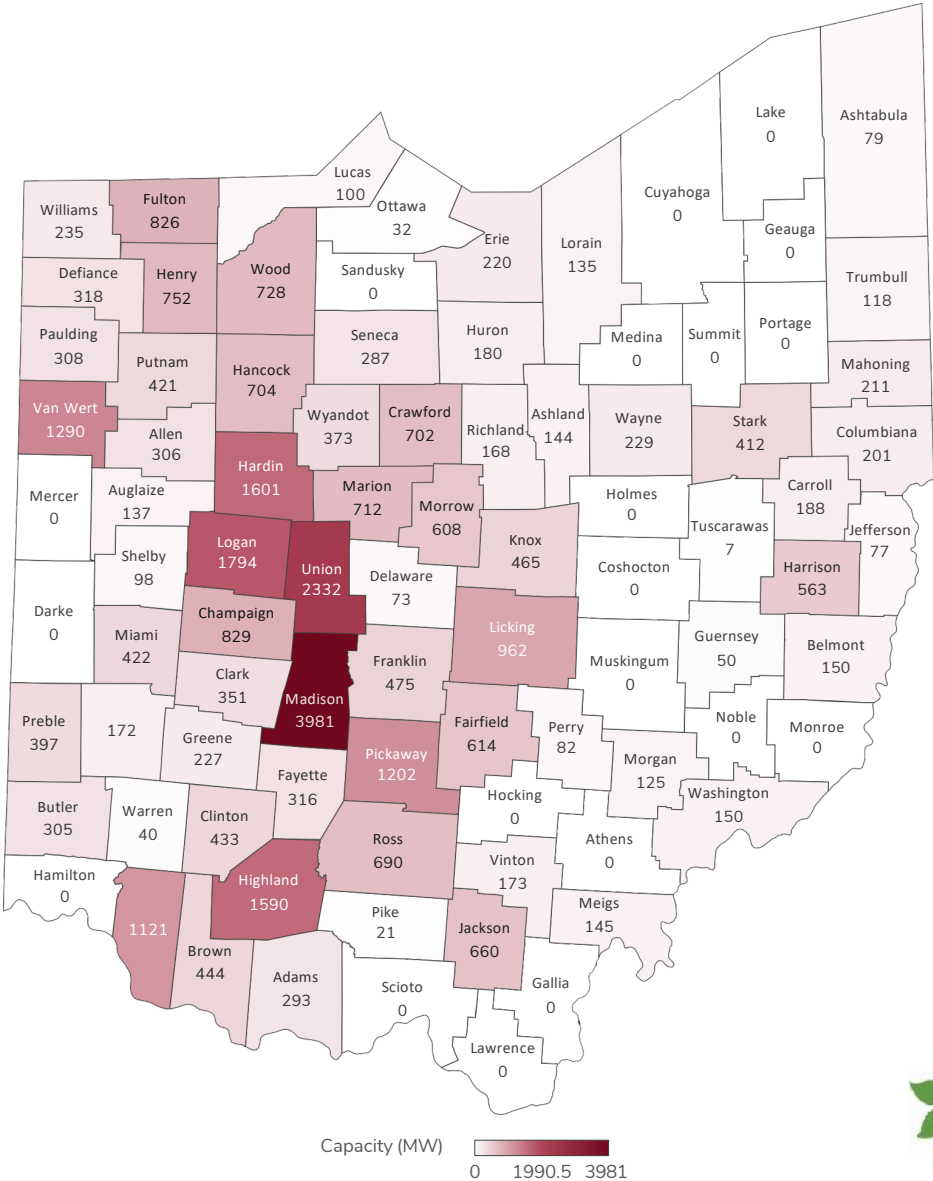 Lake
0
Ashtabula
79
Lucas
100
Cuyahoga
0
Fulton
826
Williams
235
Ottawa
32
Geauga
0
Erie
220
Lorain
135
Wood
728
Sandusky
0
Defiance
318
Henry
752
Trumbull
118
Paulding
308
Seneca
287
Huron
180
Medina
0
Summit
0
Portage
0
Putnam
421
Hancock
704
Mahoning
211
Van Wert
1290
Wyandot
373
Crawford
702
Richland
168
Ashland
144
Wayne
229
Stark
412
Columbiana
201
Allen
306
Hardin
1601
Mercer
0
Auglaize
137
Marion
712
Morrow
608
Holmes
0
Carroll
188
Tuscarawas
7
Jefferson
77
Logan
1794
Knox
465
Shelby
98
Union
2332
Delaware
73
Coshocton
0
Harrison
563
Darke
0
Champaign
829
Licking
962
Miami
422
Guernsey
50
Belmont
150
Franklin
475
Muskingum
0
Clark
351
Madison
3981
Preble
397
172
Greene
227
Fairfield
614
Perry
82
Noble
0
Monroe
0
Pickaway
1202
Fayette
316
Morgan
125
Washington
150
Hocking
0
Butler
305
Warren
40
Clinton
433
Ross
690
Athens
0
Vinton
173
Hamilton
0
Highland
1590
Meigs
145
Pike
21
1121
Jackson
660
Brown
444
Adams
293
Scioto
0
Gallia
0
Lawrence
0
Capacity (MW)
0 1990.5 3981